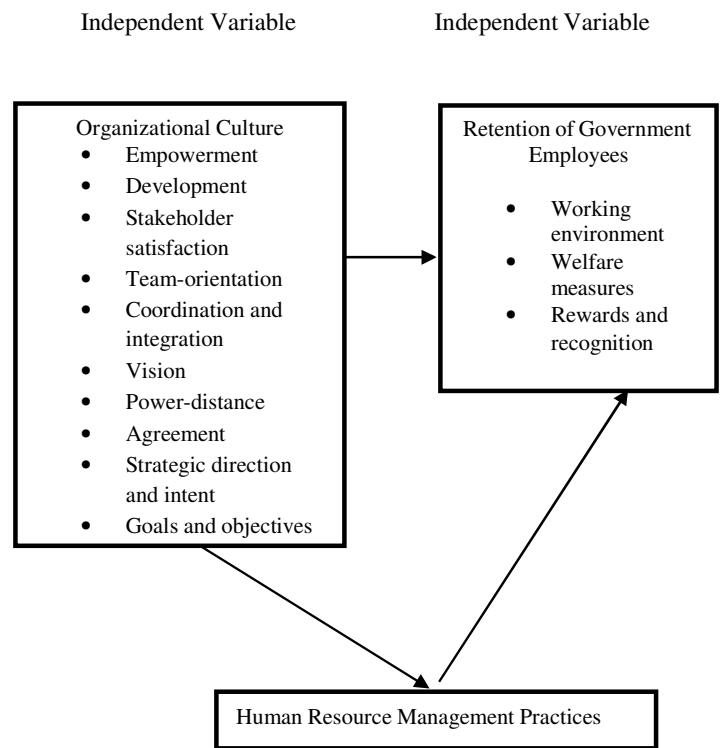 Independent Variable
Independent Variable
Organizational Culture
• Empowerment
• Development
• Stakeholder
satisfaction
• Team-orientation
• Coordination and
integration
• Vision
• Power-distance
• Agreement
• Strategic direction
and intent
• Goals and objectives
Retention of Government
Employees
• Working
environment
• Welfare
measures
• Rewards and
recognition
Human Resource Management Practices